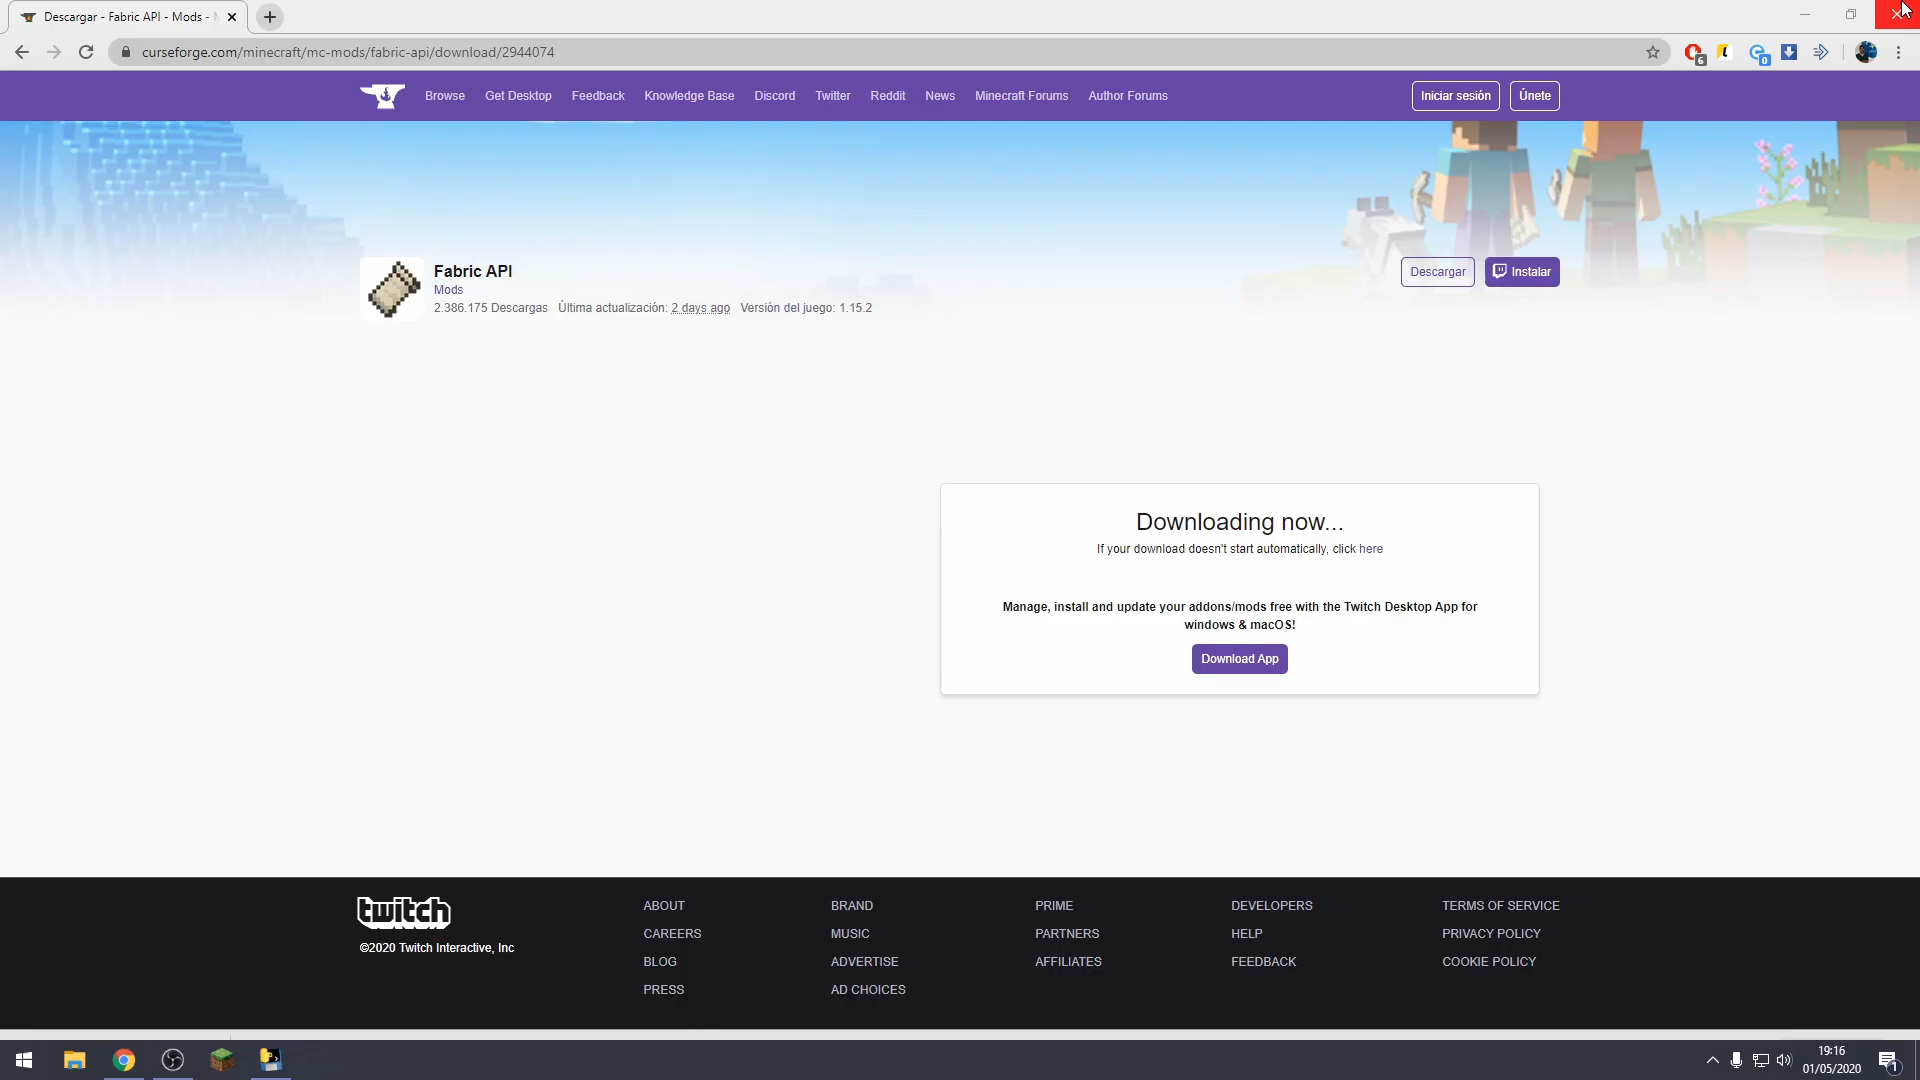 Descargar - Fabric API - Mods -
curseforge.com/minecraft/mc-mods/fabric-api/download/2944074
6
0
Browse
Get Desktop
Feedback
Knowledge Base
Discord
Twitter
Reddit
News
Minecraft Forums
Author Forums
Iniciar sesión
Únete
Fabric API
Mods
2.386.175 Descargas Última actualización: 2 days ago Versión del juego: 1.15.2
Descargar
Instalar
Downloading now...
If your download doesn't start automatically, click here
Manage, install and update your addons/mods free with the Twitch Desktop App for
windows & macOS!
Download App
twitch
©2020 Twitch Interactive, Inc
ABOUT
CAREERS
BLOG
PRESS
BRAND
MUSIC
ADVERTISE
AD CHOICES
PRIME
PARTNERS
AFFILIATES
DEVELOPERS
HELP
FEEDBACK
TERMS OF SERVICE
PRIVACY POLICY
COOKIE POLICY
19:16
01/05/2020
1